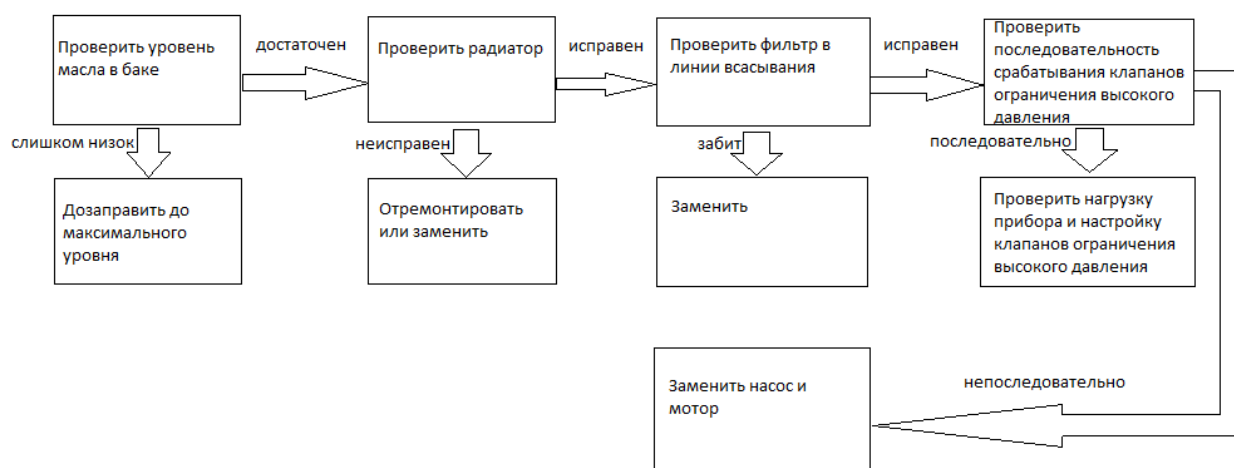 Проверить уровень
масла в баке
достаточен
Проверить радиатор
исправен
Проверить фильтр в
линии всасывания
исправен
Проверить
последовательность
срабатывания клапанов
ограничения высокого
давления
слишком низок
неисправен
забит
последовательно
Дозаправить до
максимального
уровня
Отремонтировать
или заменить
Заменить
Проверить нагрузку
прибора и настройку
клапанов ограничения
высокого давления
Заменить насос и
мотор
непоследовательно